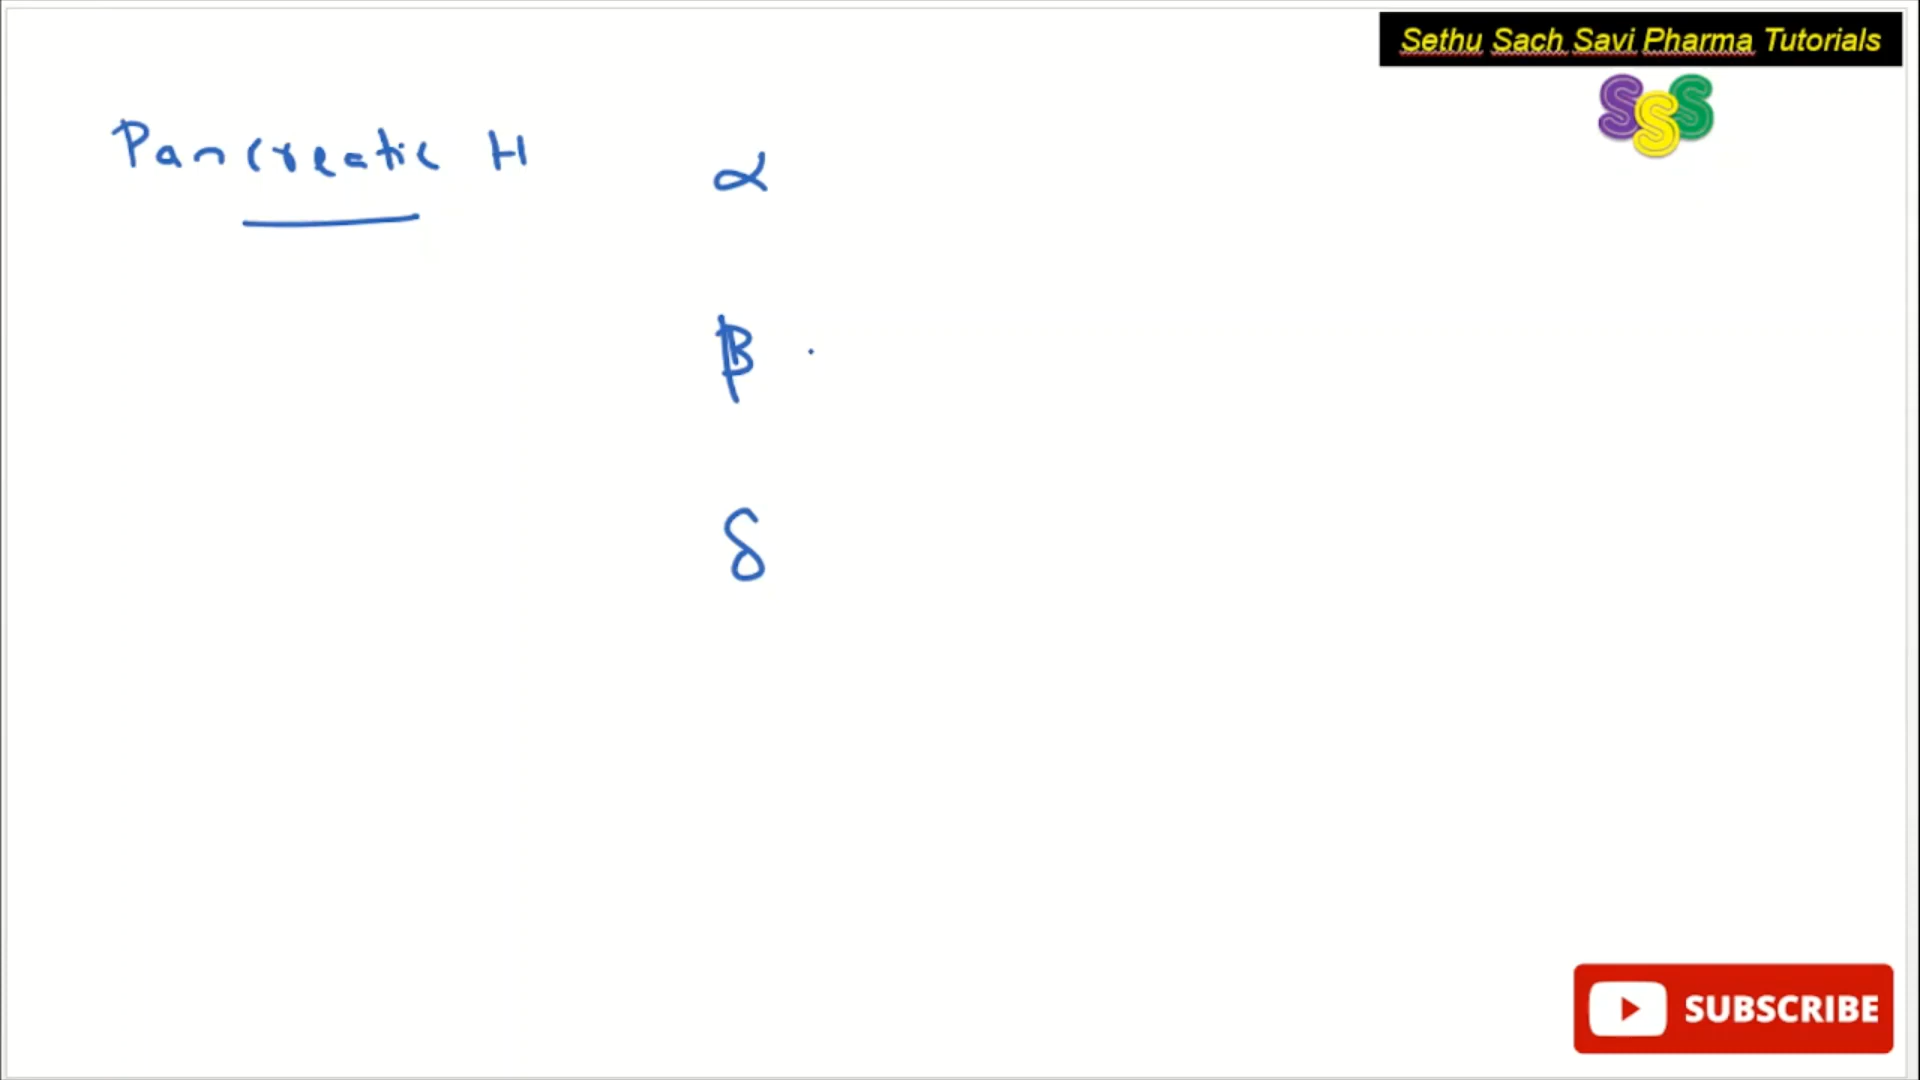 Sethu Sach Savi Pharma Tutorials
SSS
Pancreatic H
α
β
δ
SUBSCRIBE